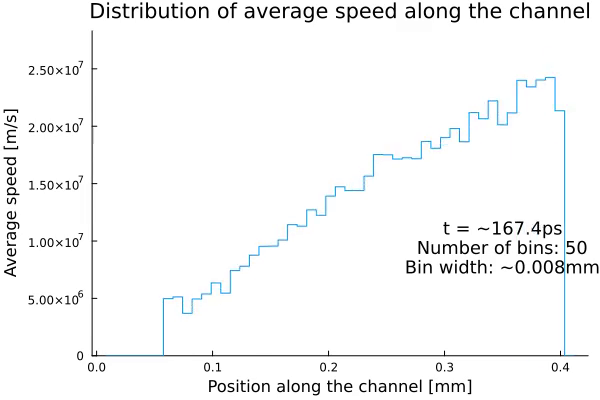 Distribution of average speed along the channel
Average speed [m/s]
2.50×10⁷
2.00×10⁷
1.50×10⁷
1.00×10⁷
5.00×10⁶
0
t = ~167.4ps
Number of bins: 50
Bin width: ~0.008mm
0.0 0.1 0.2 0.3 0.4
Position along the channel [mm]